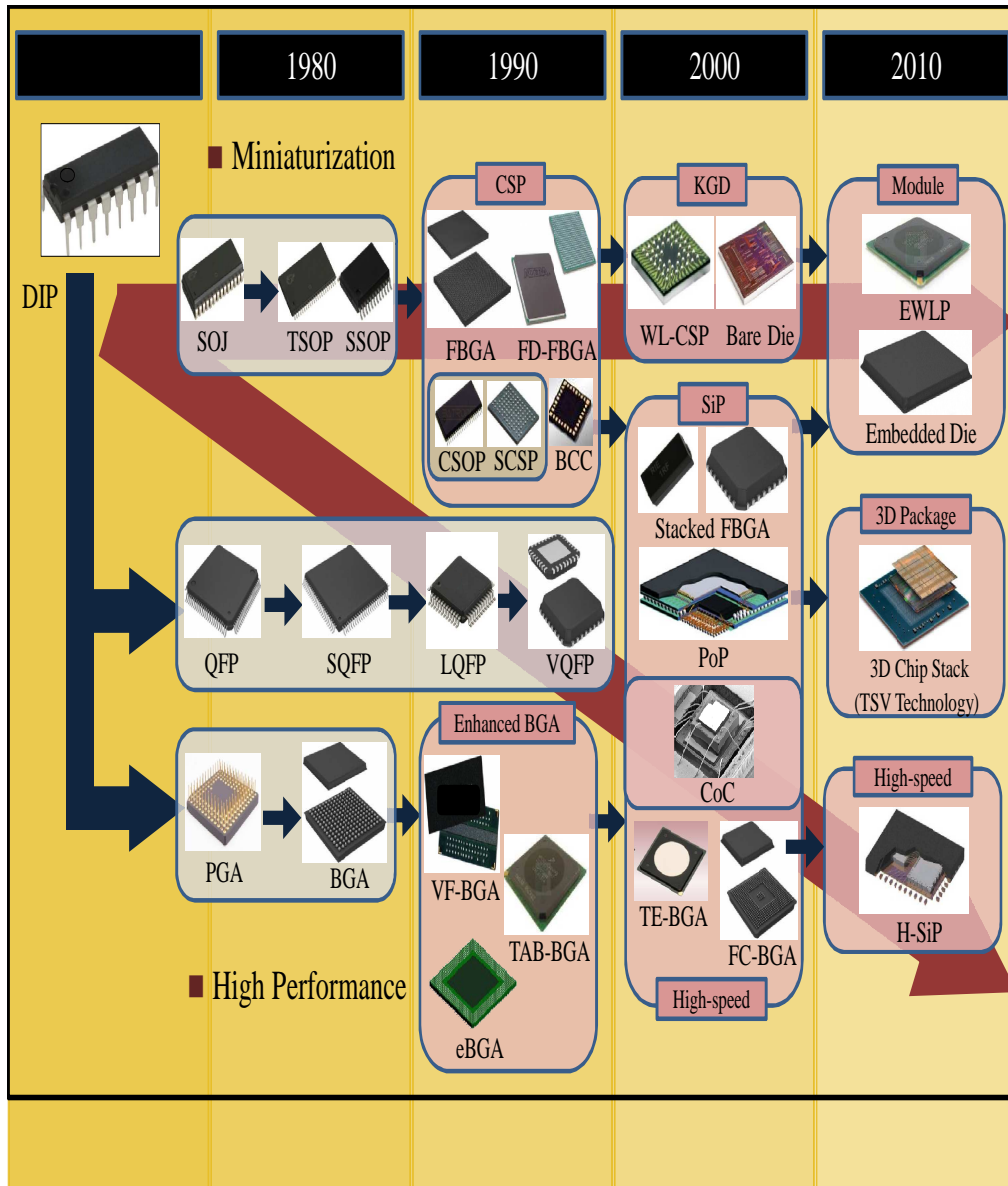 1980
1990
2000
2010
■ Miniaturization
DIP
SOJ
TSOP
SSOP
CSP
FBGA
FD-FBGA
CSOP
SCSP
BCC
KGD
WL-CSP
Bare Die
Module
EWLP
Embedded Die
SiP
Stacked FBGA
PoP
CoC
3D Package
3D Chip Stack
(TSV Technology)
QFP
SQFP
LQFP
VQFP
PGA
BGA
Enhanced BGA
VF-BGA
TAB-BGA
eBGA
TE-BGA
FC-BGA
High-speed
High-speed
H-SiP
■ High Performance